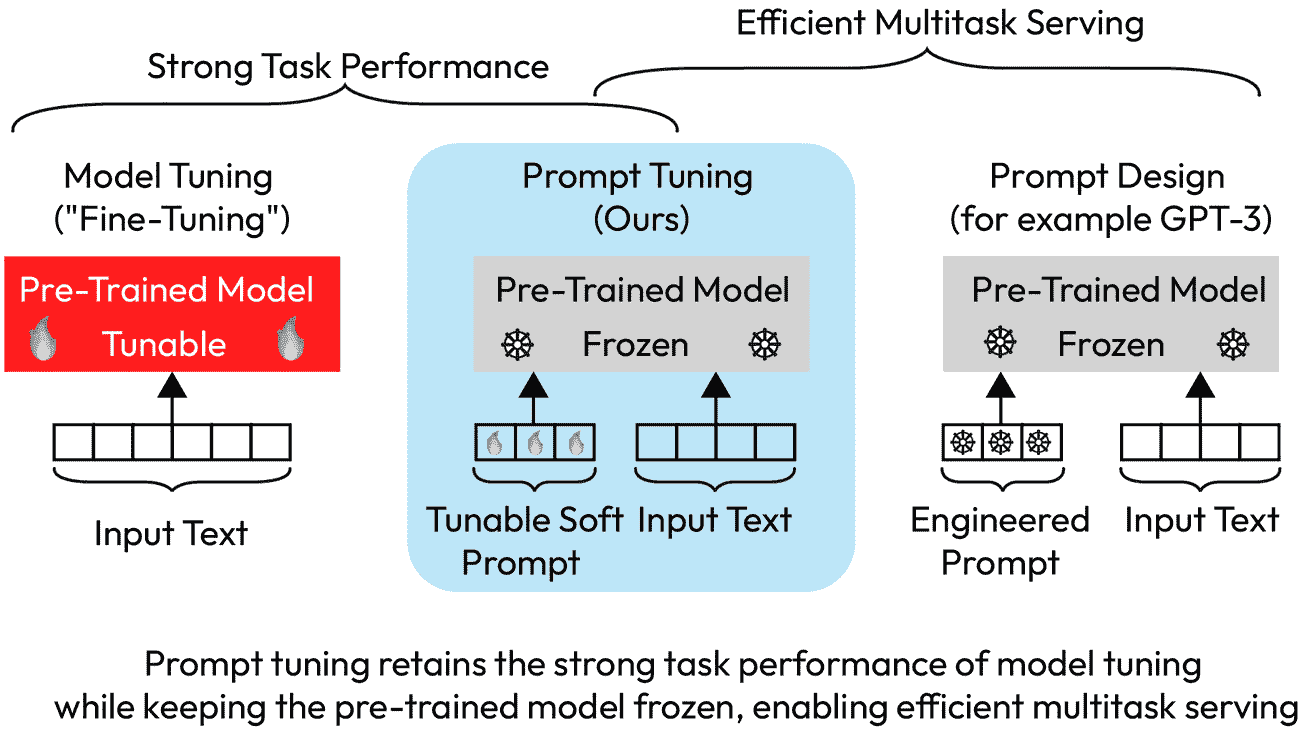 Efficient Multitask Serving
Strong Task Performance
Model Tuning
("Fine-Tuning")
Pre-Trained Model
Tunable
Input Text
Prompt Tuning
(Ours)
Pre-Trained Model
Frozen
Tunable Soft
Prompt
Input Text
Prompt Design
(for example GPT-3)
Pre-Trained Model
Frozen
Engineered
Prompt
Input Text
Prompt tuning retains the strong task performance of model tuning
while keeping the pre-trained model frozen, enabling efficient multitask serving